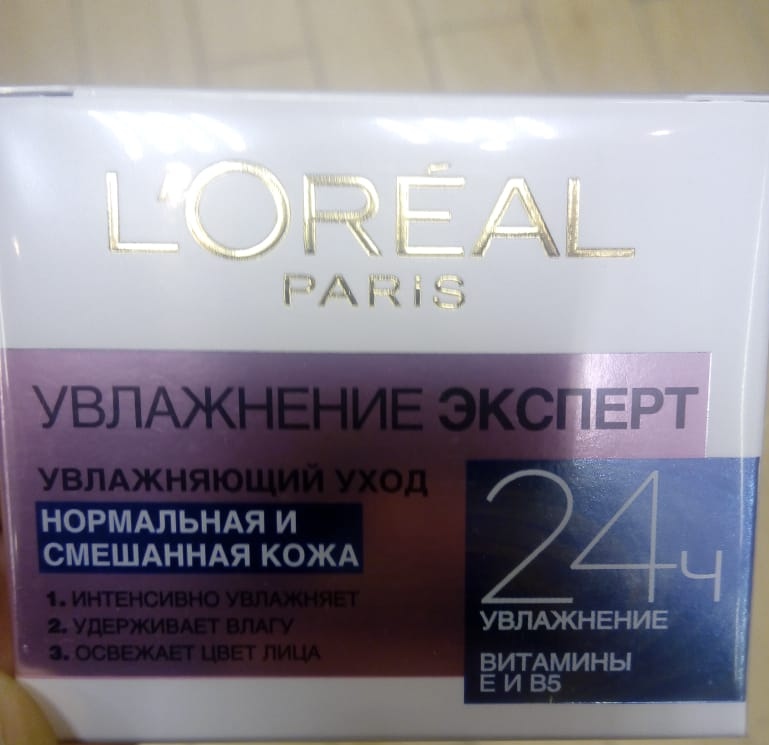 L'ORÉAL
PARIS
УВЛАЖНЕНИЕ ЭКСПЕРТ
УВЛАЖНЯЮЩИЙ УХОД
НОРМАЛЬНАЯ И
СМЕШАННАЯ КОЖА
1. ИНТЕНСИВНО УВЛАЖНЯЕТ
2. УДЕРЖИВАЕТ ВЛАГУ
3. ОСВЕЖАЕТ ЦВЕТ ЛИЦА
24ч
УВЛАЖНЕНИЕ
ВИТАМИНЫ
Е И В5